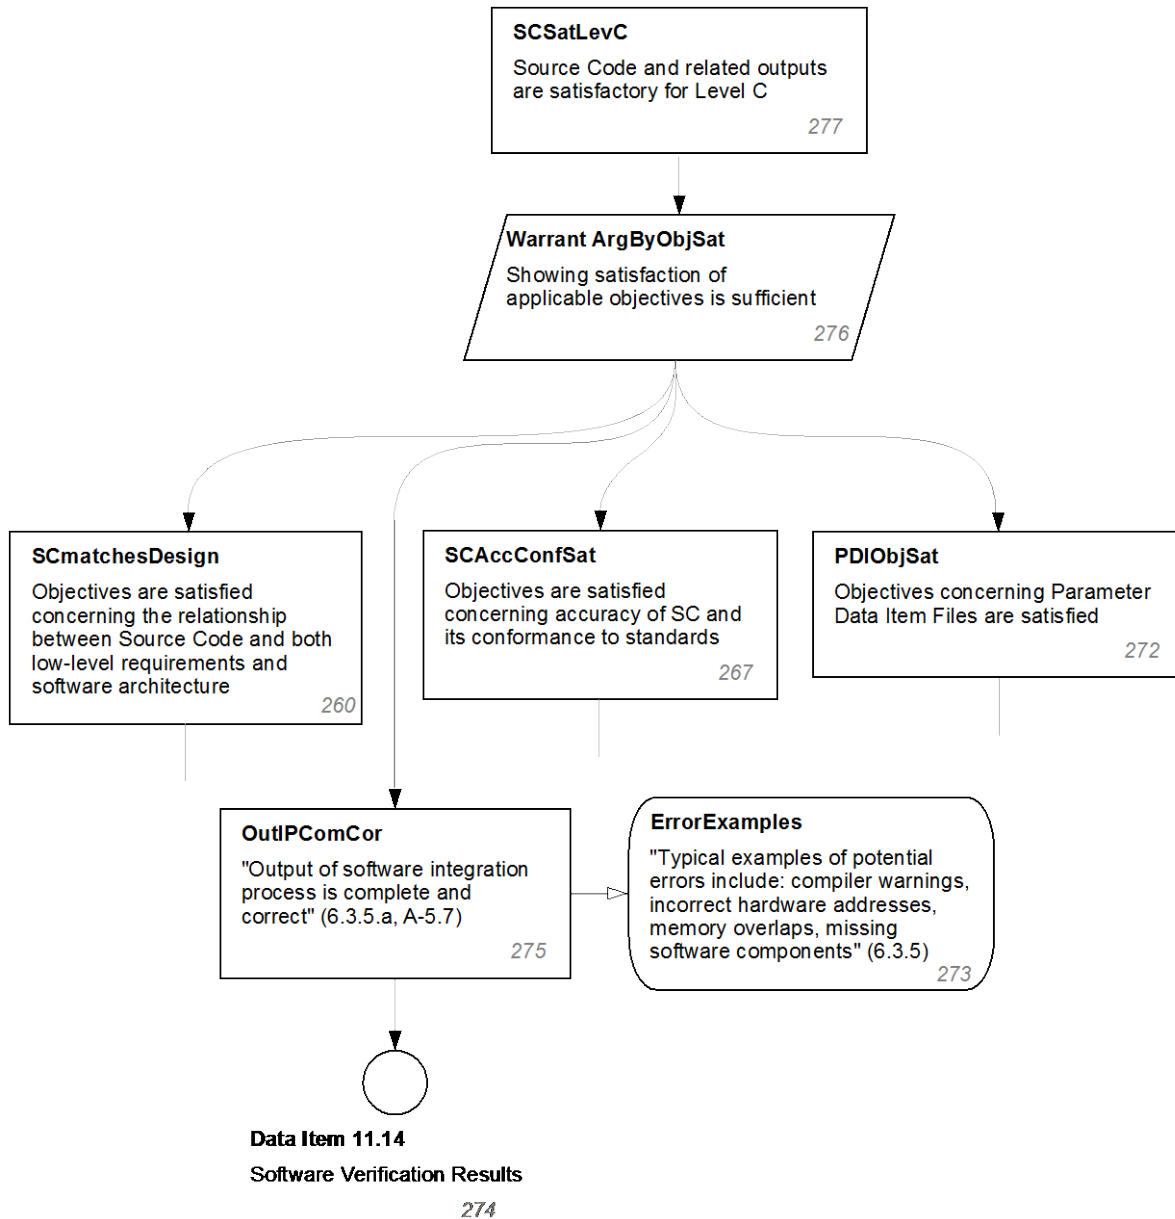 SCSatLevC
Source Code and related outputs
are satisfactory for Level C
277
Warrant ArgByObjSat
Showing satisfaction of
applicable objectives is sufficient
276
SCmatchesDesign
Objectives are satisfied
concerning the relationship
between Source Code and both
low-level requirements and
software architecture
260
SCAccConfSat
Objectives are satisfied
concerning accuracy of SC and
its conformance to standards
267
PDIObjSat
Objectives concerning Parameter
Data Item Files are satisfied
272
OutIPComCor
"Output of software integration
process is complete and
correct" (6.3.5.a, A-5.7)
275
ErrorExamples
"Typical examples of potential
errors include: compiler warnings,
incorrect hardware addresses,
memory overlaps, missing
software components" (6.3.5)
273
Data Item 11.14
Software Verification Results
274